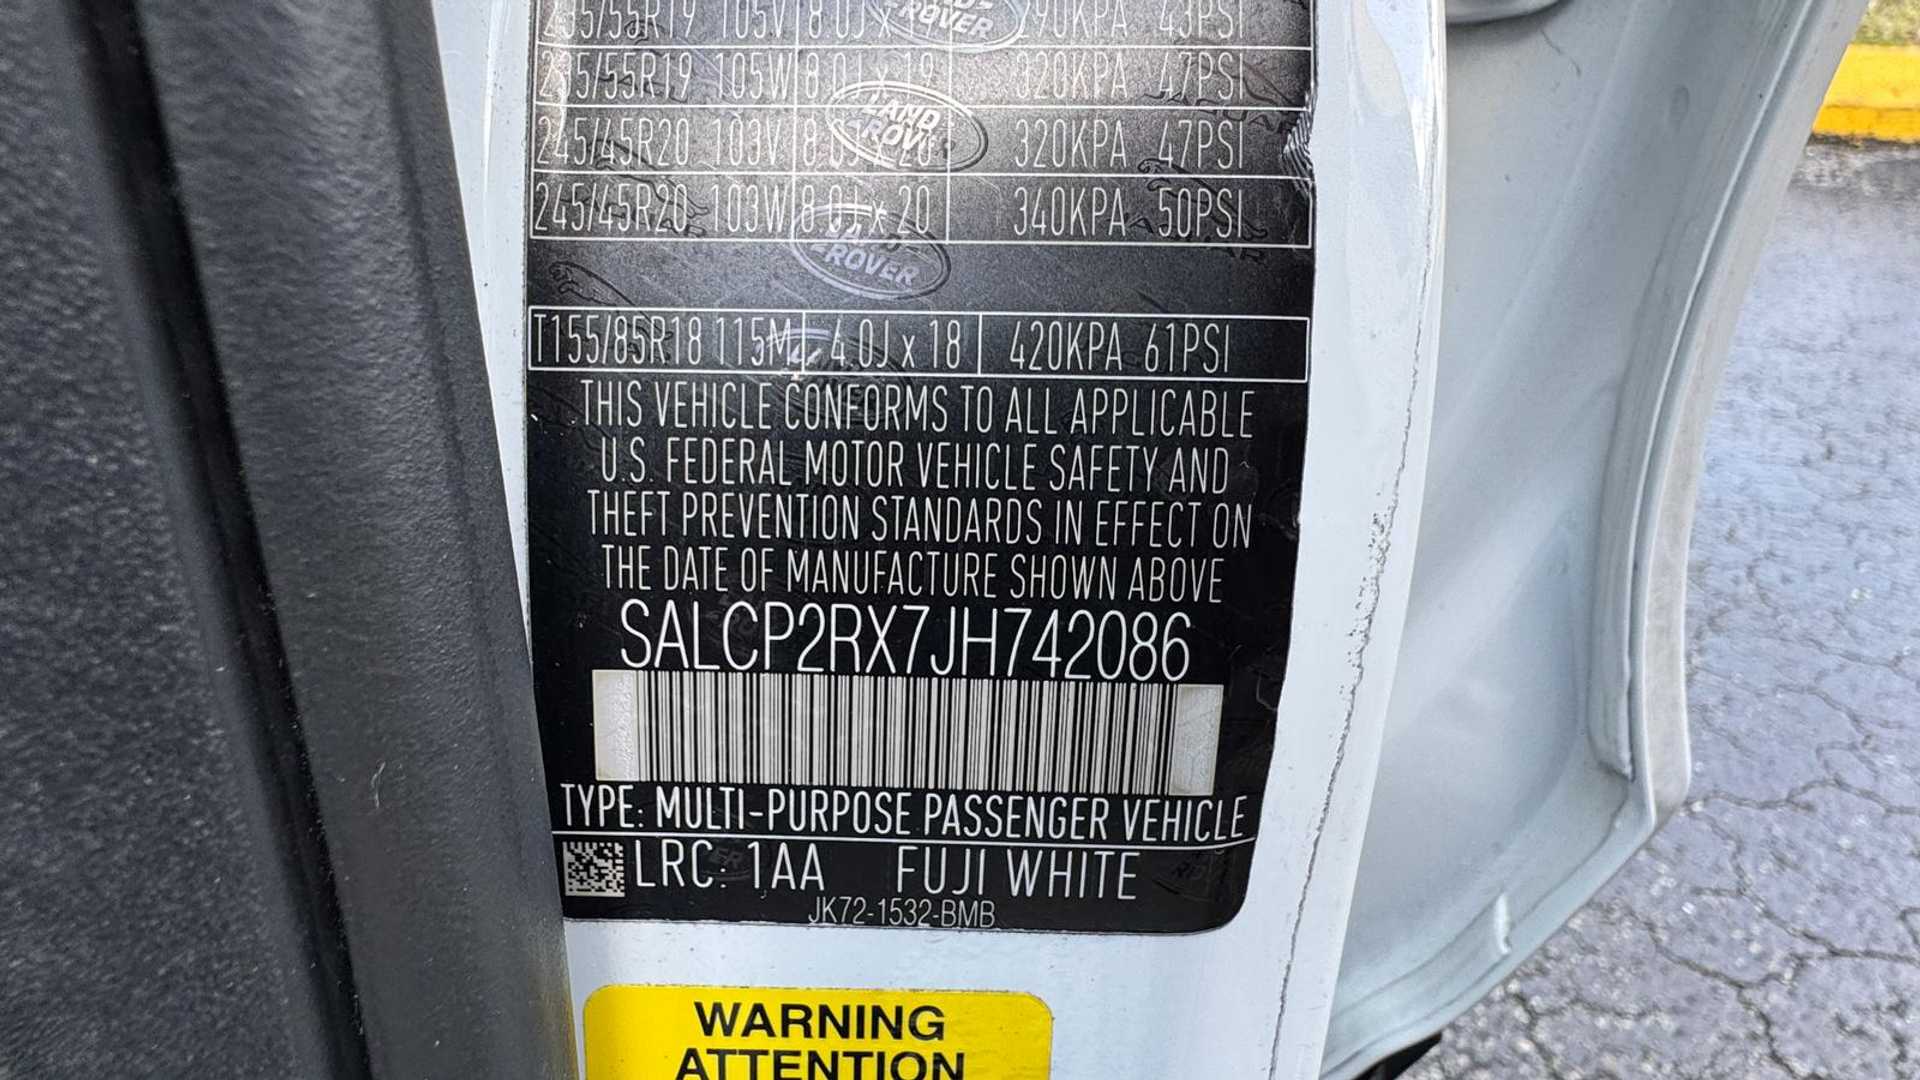 235/55R19 105V 8.0J x 19 290KPA 43PSI
235/55R19 105W 8.0J x 19 320KPA 47PSI
245/45R20 103V 8.0J x 20 320KPA 47PSI
245/45R20 103W 8.0J x 20 340KPA 50PSI
T155/85R18 115M 4.0J x 18 420KPA 61PSI
THIS VEHICLE CONFORMS TO ALL APPLICABLE
U.S. FEDERAL MOTOR VEHICLE SAFETY AND
THEFT PREVENTION STANDARDS IN EFFECT ON
THE DATE OF MANUFACTURE SHOWN ABOVE
SALCP2RX7JH742086
TYPE: MULTI-PURPOSE PASSENGER VEHICLE
LRC: 1AA FUJI WHITE
JK72-1532-BMB
WARNING
ATTENTION